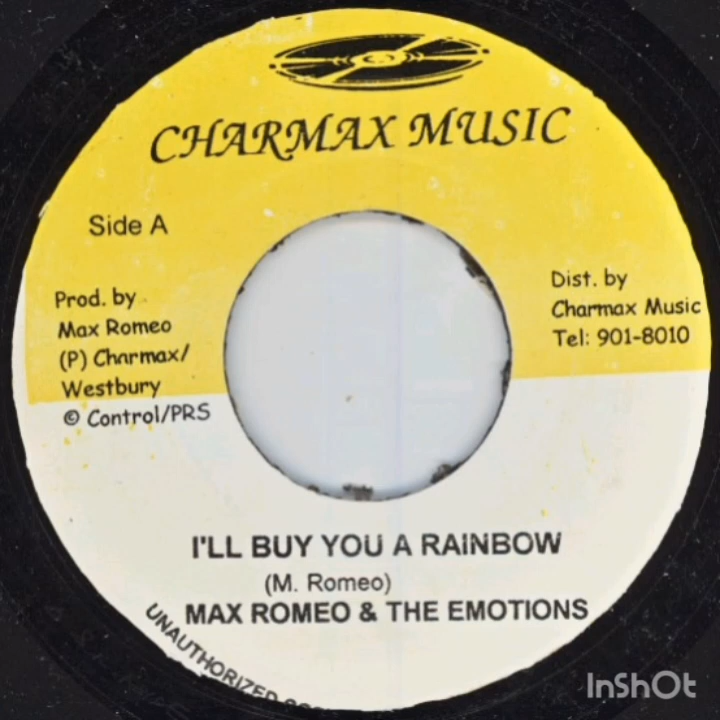 CHARMAX MUSIC
Side A
Prod. by
Max Romeo
(P) Charmax/
Westbury
© Control/PRS
Dist. by
Charmax Music
Tel: 901-8010
I'LL BUY YOU A RAINBOW
(M. Romeo)
MAX ROMEO & THE EMOTIONS
UNAUTHORIZED
InShOt